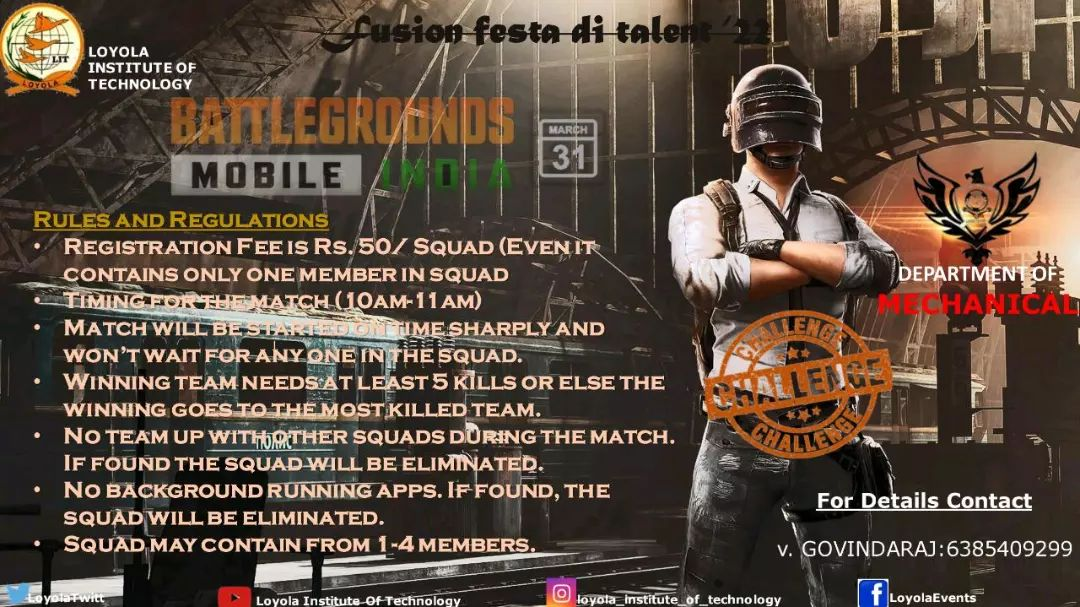 Fusion festa di talent '22
LIT
LOYOLA
LOYOLA
INSTITUTE OF
TECHNOLOGY
BATTLEGROUNDS
MOBILE INDIA
MARCH
31
RULES AND REGULATIONS
• REGISTRATION FEE IS RS. 50/ SQUAD (EVEN IT
CONTAINS ONLY ONE MEMBER IN SQUAD
• TIMING FOR THE MATCH (10AM-11AM)
• MATCH WILL BE STARTED ON TIME SHARPLY AND
WON'T WAIT FOR ANY ONE IN THE SQUAD.
• WINNING TEAM NEEDS AT LEAST 5 KILLS OR ELSE THE
WINNING GOES TO THE MOST KILLED TEAM.
• NO TEAM UP WITH OTHER SQUADS DURING THE MATCH.
IF FOUND THE SQUAD WILL BE ELIMINATED.
• NO BACKGROUND RUNNING APPS. IF FOUND, THE
SQUAD WILL BE ELIMINATED.
• SQUAD MAY CONTAIN FROM 1-4 MEMBERS.
DEPARTMENT OF
MECHANICAL
CHALLENGE
CHALLENGE
CHALLENGE
For Details Contact
v. GOVINDARAJ:6385409299
LoyolaTwitt
Loyola Institute Of Technology
loyola_institute_of_technology
LoyolaEvents